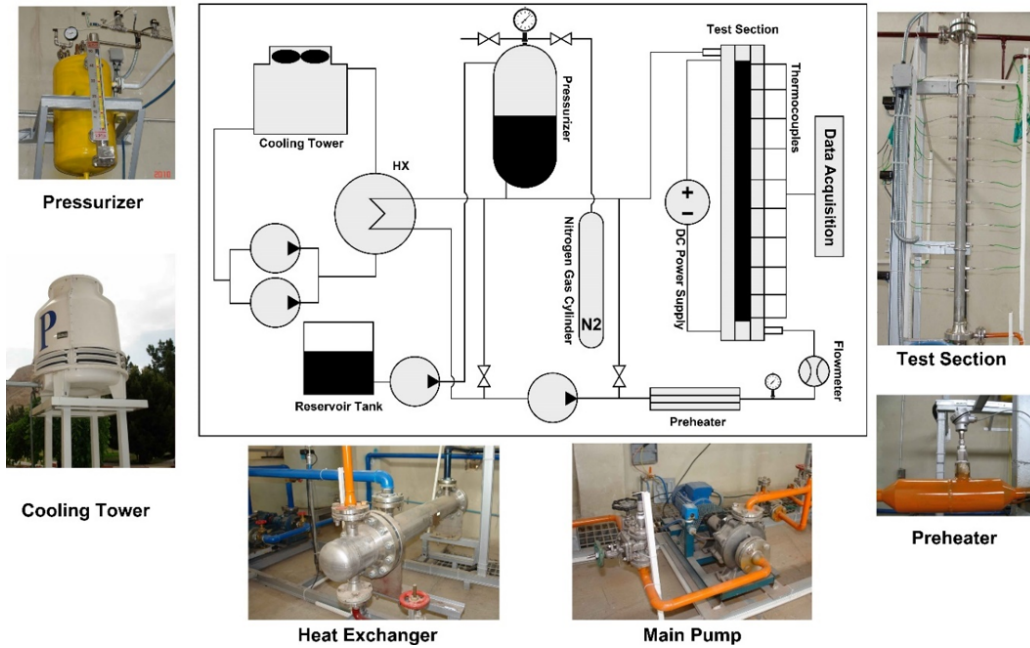 Pressurizer
Cooling Tower
P
2010
Cooling Tower
HX
Reservoir Tank
Pressurizer
Nitrogen Gas Cylinder
N2
Test Section
+
−
DC Power Supply
Thermocouples
Data Acquisition
Flowmeter
Preheater
Test Section
Preheater
Heat Exchanger
Main Pump